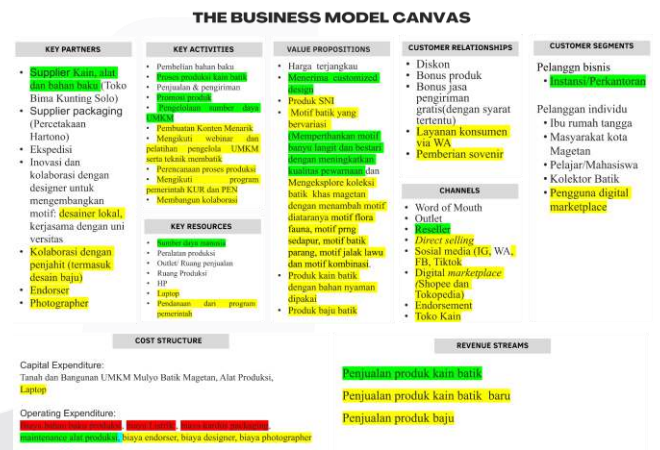 THE BUSINESS MODEL CANVAS
KEY PARTNERS
• Supplier Kain, alat
dan bahan baku (Toko
Bima Kunting Solo)
• Supplier packaging
(Percetakaan
Hartono)
• Ekspedisi
• Inovasi dan
kolaborasi dengan
designer untuk
mengembangkan
motif: desainer lokal,
kerjasama dengan uni
versitas
• Kolaborasi dengan
penjahit (termasuk
desain baju)
• Endorser
• Photographer
KEY ACTIVITIES
• Pembelian bahan baku
• Proses produksi kain batik
• Penjualan & pengiriman
• Promosi produk
• Pengelolaan sumber daya
UMKM
• Pembuatan Konten Menarik
• Mengikuti webinar dan
pelatihan pengelola UMKM
serta teknik membatik
• Perencanaan proses produksi
• Mengikuti program
pemerintah KUR dan PEN
• Membangun kolaborasi
KEY RESOURCES
• Sumber daya manusia
• Peralatan produksi
• Outlet/ Ruang penjualan
• Ruang Produksi
• HP
• Laptop
• Pendanaan dari program
pemerintah
VALUE PROPOSITIONS
• Harga terjangkau
• Menerima customized
design
• Produk SNI
• Motif batik yang
bervariasi
(Memperibankan motif
banyu langit dan bestari
dengan meningkatkan
kualitas pewarnaan dan
Mengeksplore koleksi
batik khas magetan
dengan menambah motif
diataranya motif flora
fauna, motif prng
sedapur, motif batik
parang, motif jalak lawu
dan motif kombinasi.
• Produk kain batik
dengan bahan nyaman
dipakai
• Produk baju batik
CUSTOMER RELATIONSHIPS
• Diskon
• Bonus produk
• Bonus jasa
pengiriman
gratis(dengan syarat
tertentu)
• Layanan konsumen
via WA
• Pemberian sovenir
CHANNELS
• Word of Mouth
• Outlet
• Reseller
• Direct selling
• Sosial media (IG, WA,
FB, Tiktok
• Digital marketplace
(Shopee dan
Tokopedia)
• Endorsement
• Toko Kain
CUSTOMER SEGMENTS
Pelanggn bisnis
• Instansi/Perkantoran
Pelanggan individu
• Ibu rumah tangga
• Masyarakat kota
Magetan
• Pelajar/Mahasiswa
• Kolektor Batik
• Pengguna digital
marketplace
COST STRUCTURE
Capital Expenditure:
Tanah dan Bangunan UMKM Mulyo Batik Magetan, Alat Produksi,
Laptop
Operating Expenditure:
biaya bahan baku produksi, biaya Listrik, biaya kardus packaging,
maintenance alat produksi, biaya endorser, biaya designer, biaya photographer
REVENUE STREAMS
Penjualan produk kain batik
Penjualan produk kain batik baru
Penjualan produk baju